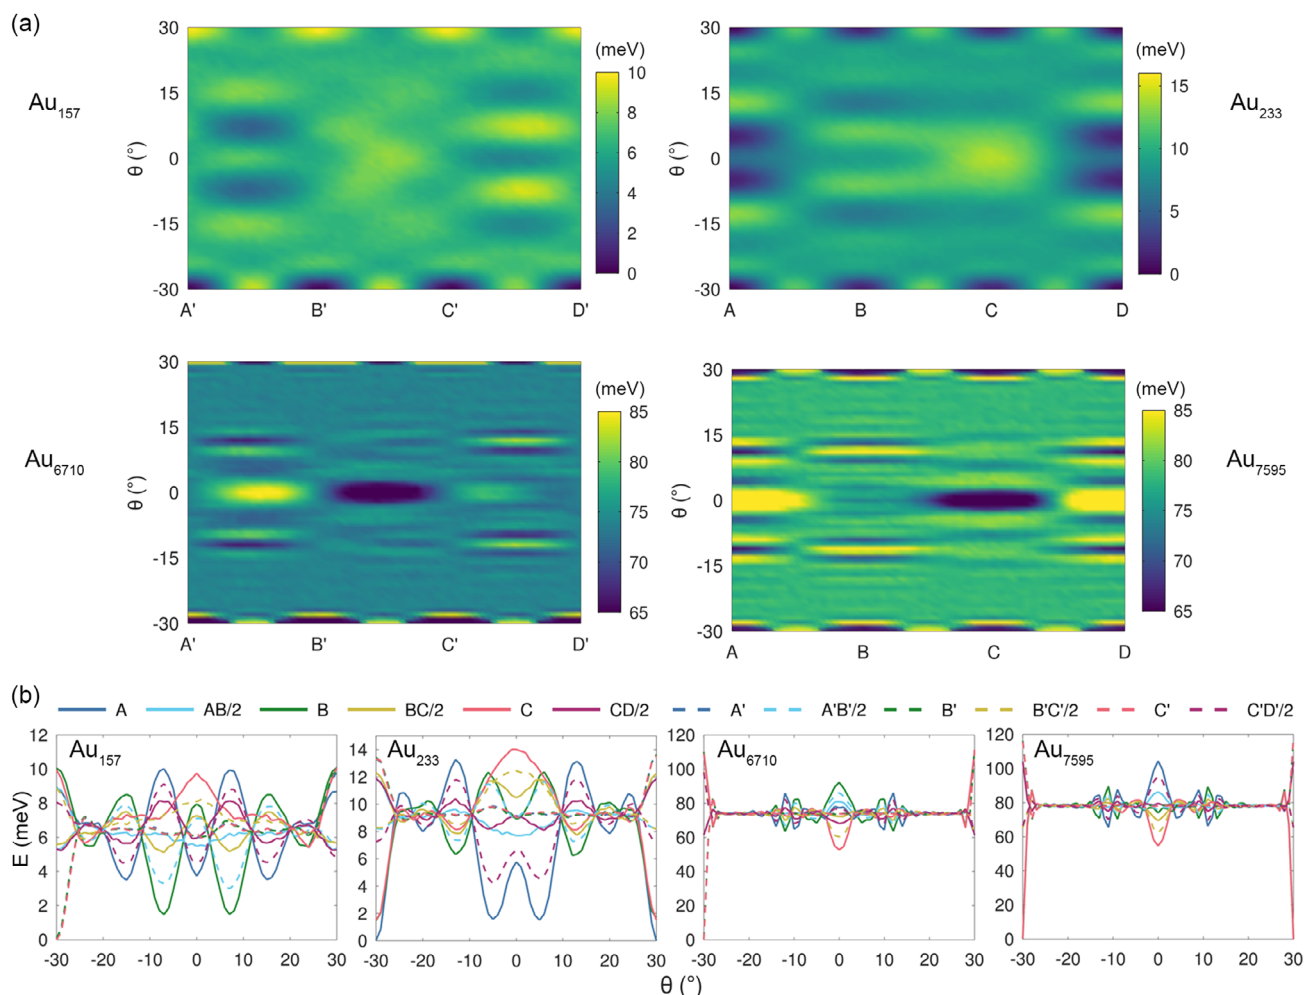 (a)
Au157
30
15
0
-15
-30
θ (°)
A' B' C' D'
(meV)
10
8
6
4
2
0
30
15
0
-15
-30
θ (°)
A B C D
(meV)
15
10
5
0
Au233
Au6710
30
15
0
-15
-30
θ (°)
A' B' C' D'
(meV)
85
80
75
70
65
30
15
0
-15
-30
θ (°)
A B C D
(meV)
85
80
75
70
65
Au7595
(b)
A AB/2 B BC/2 C CD/2 A' A'B'/2 B' B'C'/2 C' C'D'/2
E (meV)
Au157
12
10
8
6
4
2
0
-30 -20 -10 0 10 20 30
Au233
14
12
10
8
6
4
2
0
-30 -20 -10 0 10 20 30
Au6710
120
100
80
60
40
20
0
-30 -20 -10 0 10 20 30
Au7595
120
100
80
60
40
20
0
-30 -20 -10 0 10 20 30
θ (°)